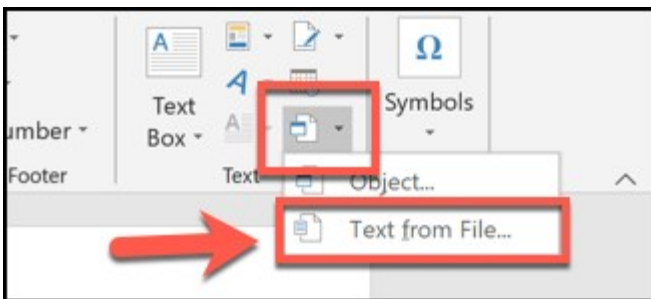 A
Ω
A
Text
Symbols
umber
Box
A
Footer
Text
Object...
Text from File...